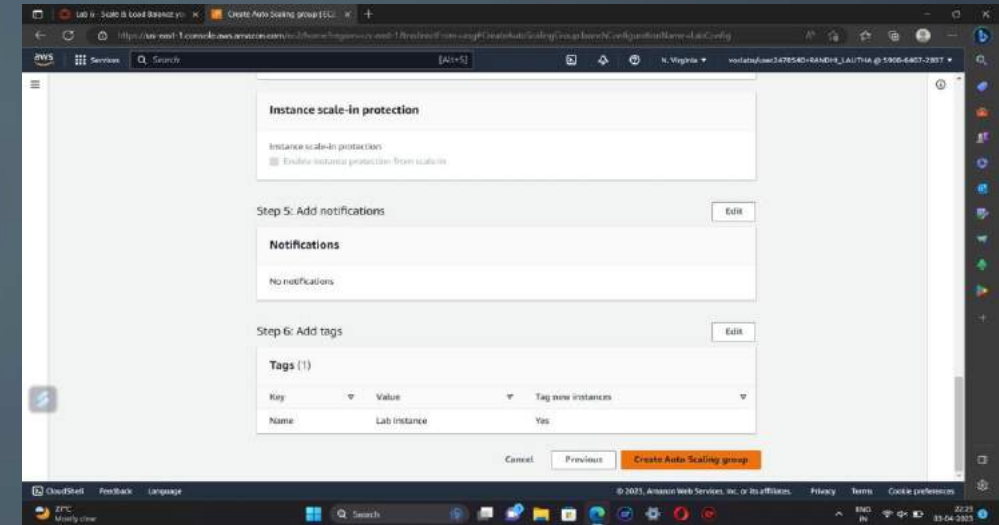 Lab 6 - Scale & Load Balance yo
Create Auto Scaling group | EC2
aws
Services
Search
[Alt+S]
N. Virginia
Instance scale-in protection
Instance scale-in protection
Enable instance protection from scale in
Step 5: Add notifications
Edit
Notifications
No notifications
Step 6: Add tags
Edit
Tags (1)
Key Value Tag new instances
Name Lab Instance Yes
Cancel Previous Create Auto Scaling group
CloudShell Feedback Language
© 2023, Amazon Web Services, Inc. or its affiliates. Privacy Terms Cookie preferences
27°C
Mostly clear
Search
ENG
IN
22:23